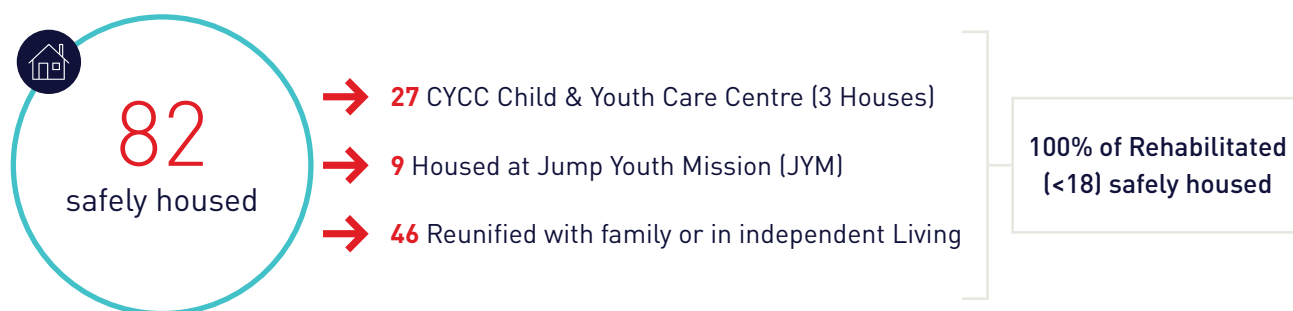 82
safely housed
27 CYCC Child & Youth Care Centre (3 Houses)
9 Housed at Jump Youth Mission (JYM)
46 Reunified with family or in independent Living
100% of Rehabilitated
(<18) safely housed